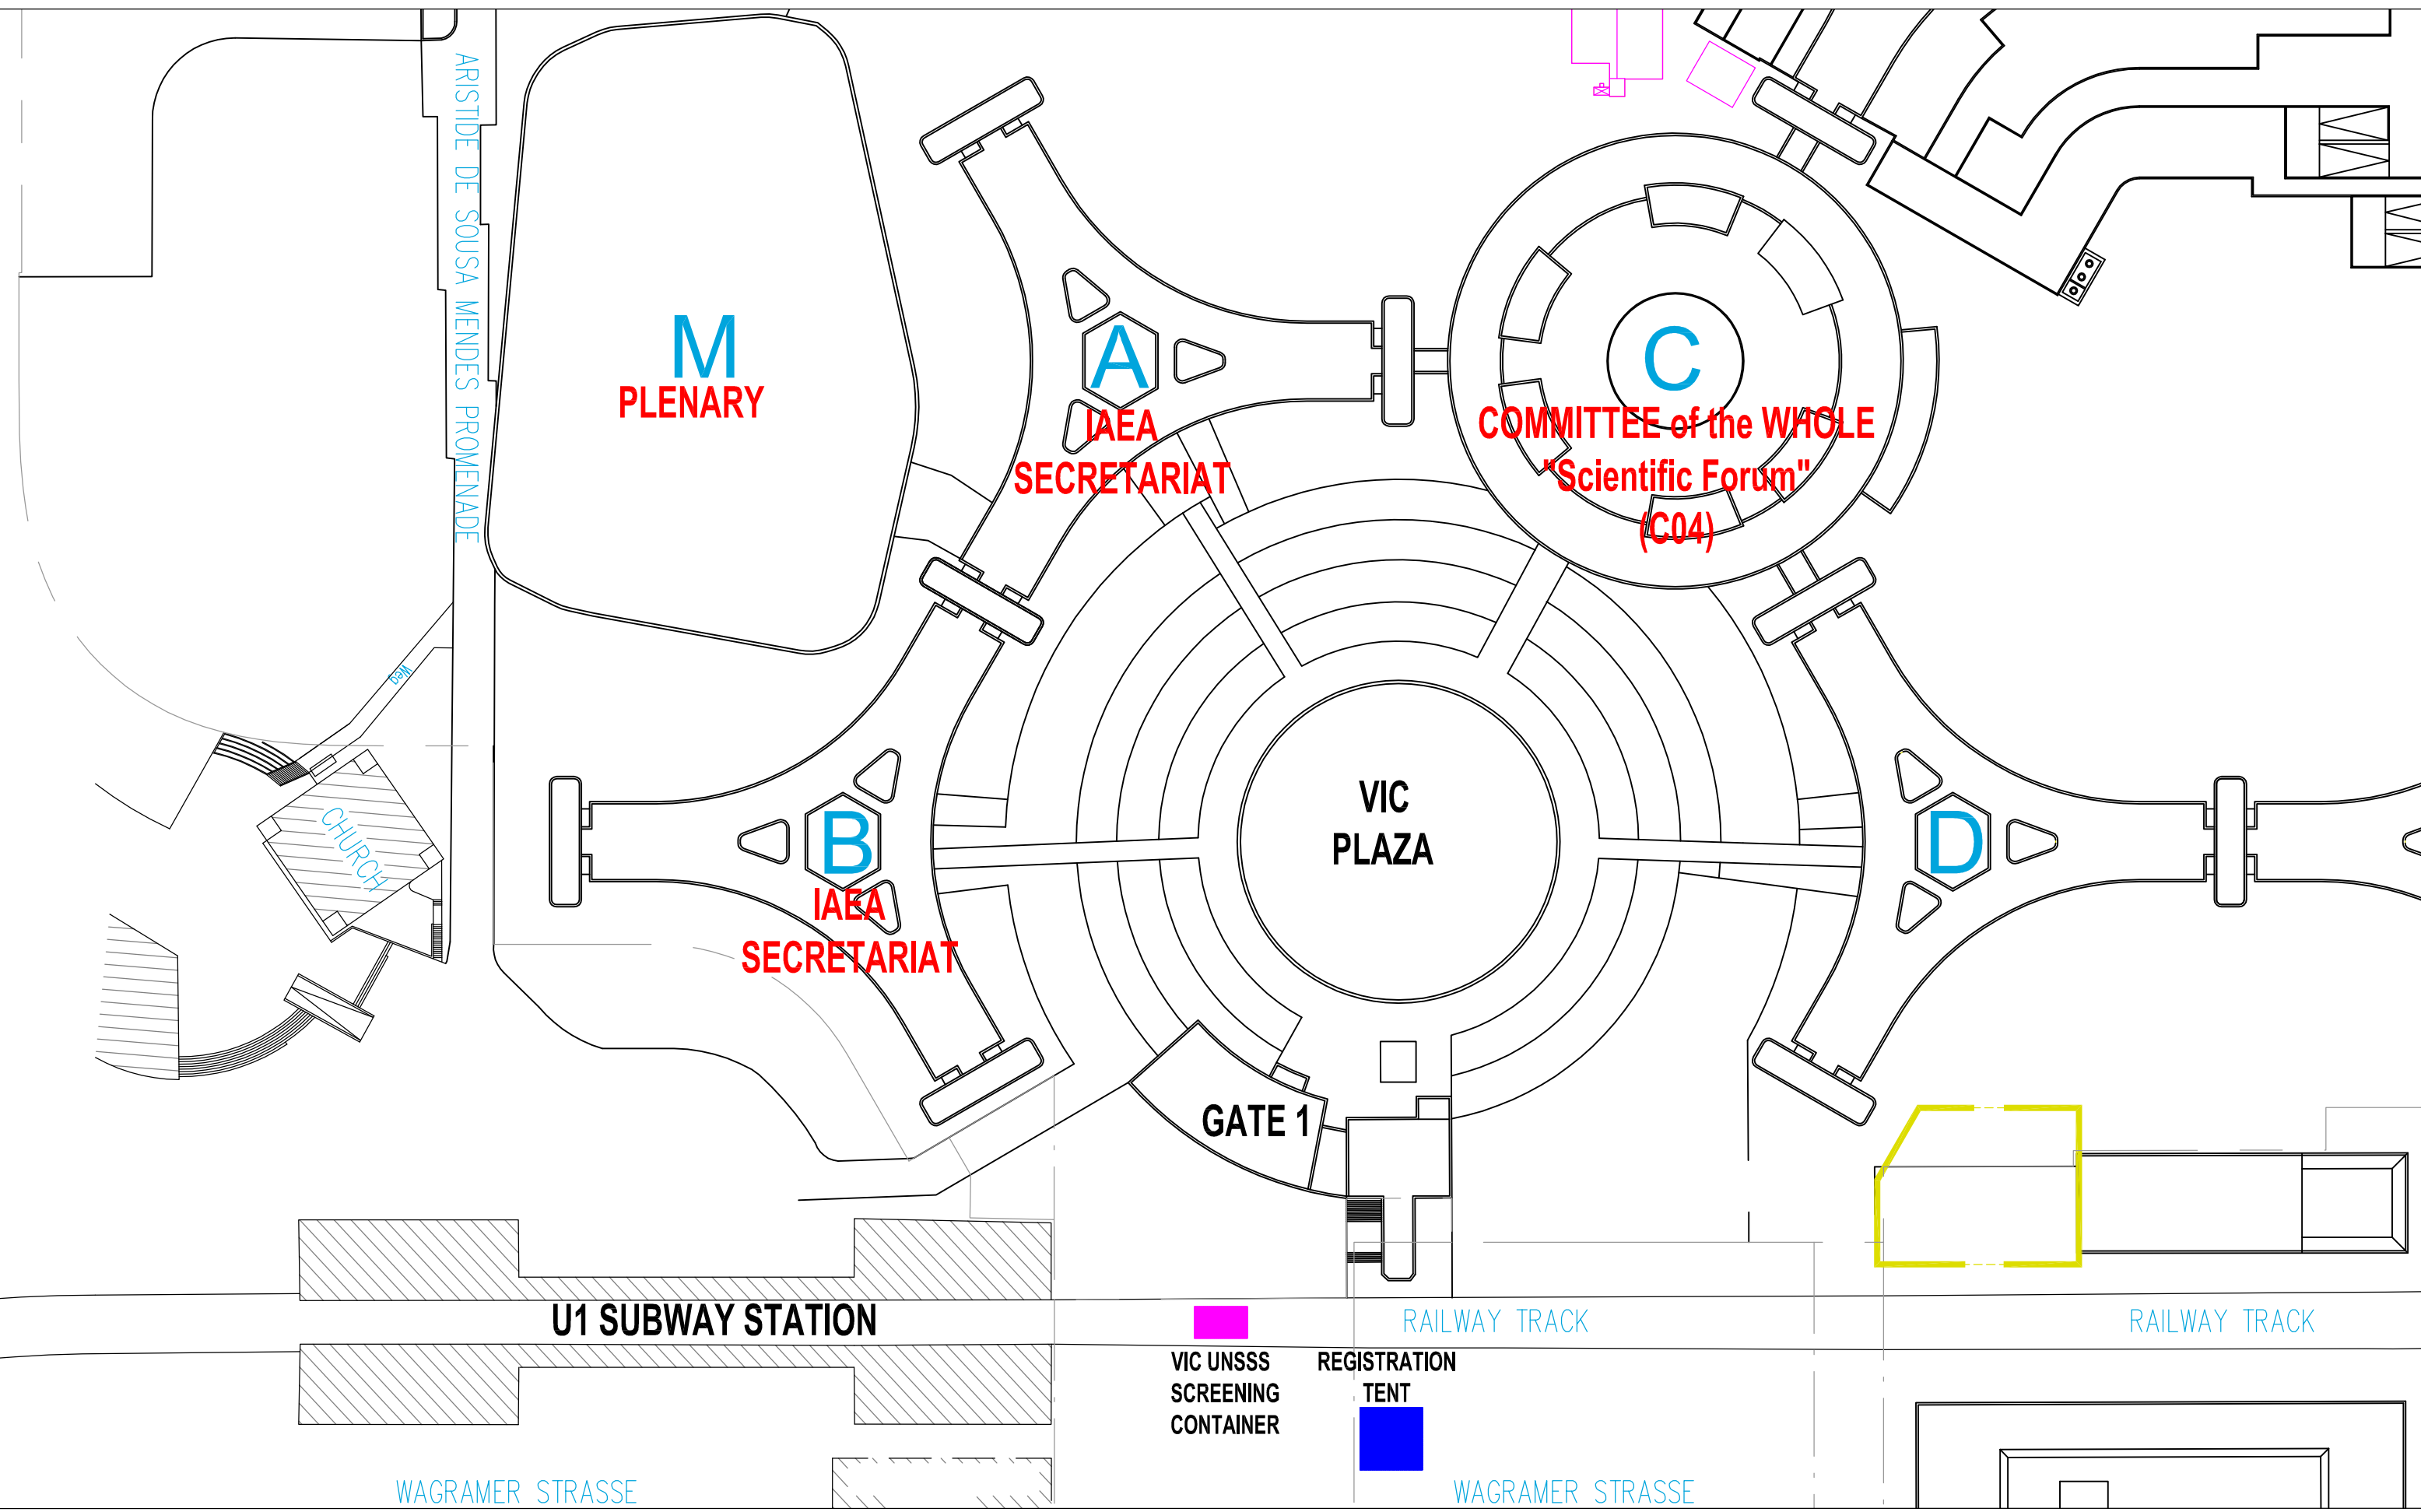 ARISTIDE DE SOUSA MENDES PROMENADE
M
PLENARY
A
IAEA
SECRETARIAT
C
COMMITTEE of the WHOLE
"Scientific Forum"
(C04)
Weg
CHURCH
B
IAEA
SECRETARIAT
VIC
PLAZA
D
GATE 1
U1 SUBWAY STATION
RAILWAY TRACK
RAILWAY TRACK
VIC UNSSS
SCREENING
CONTAINER
REGISTRATION
TENT
WAGRAMER STRASSE
WAGRAMER STRASSE